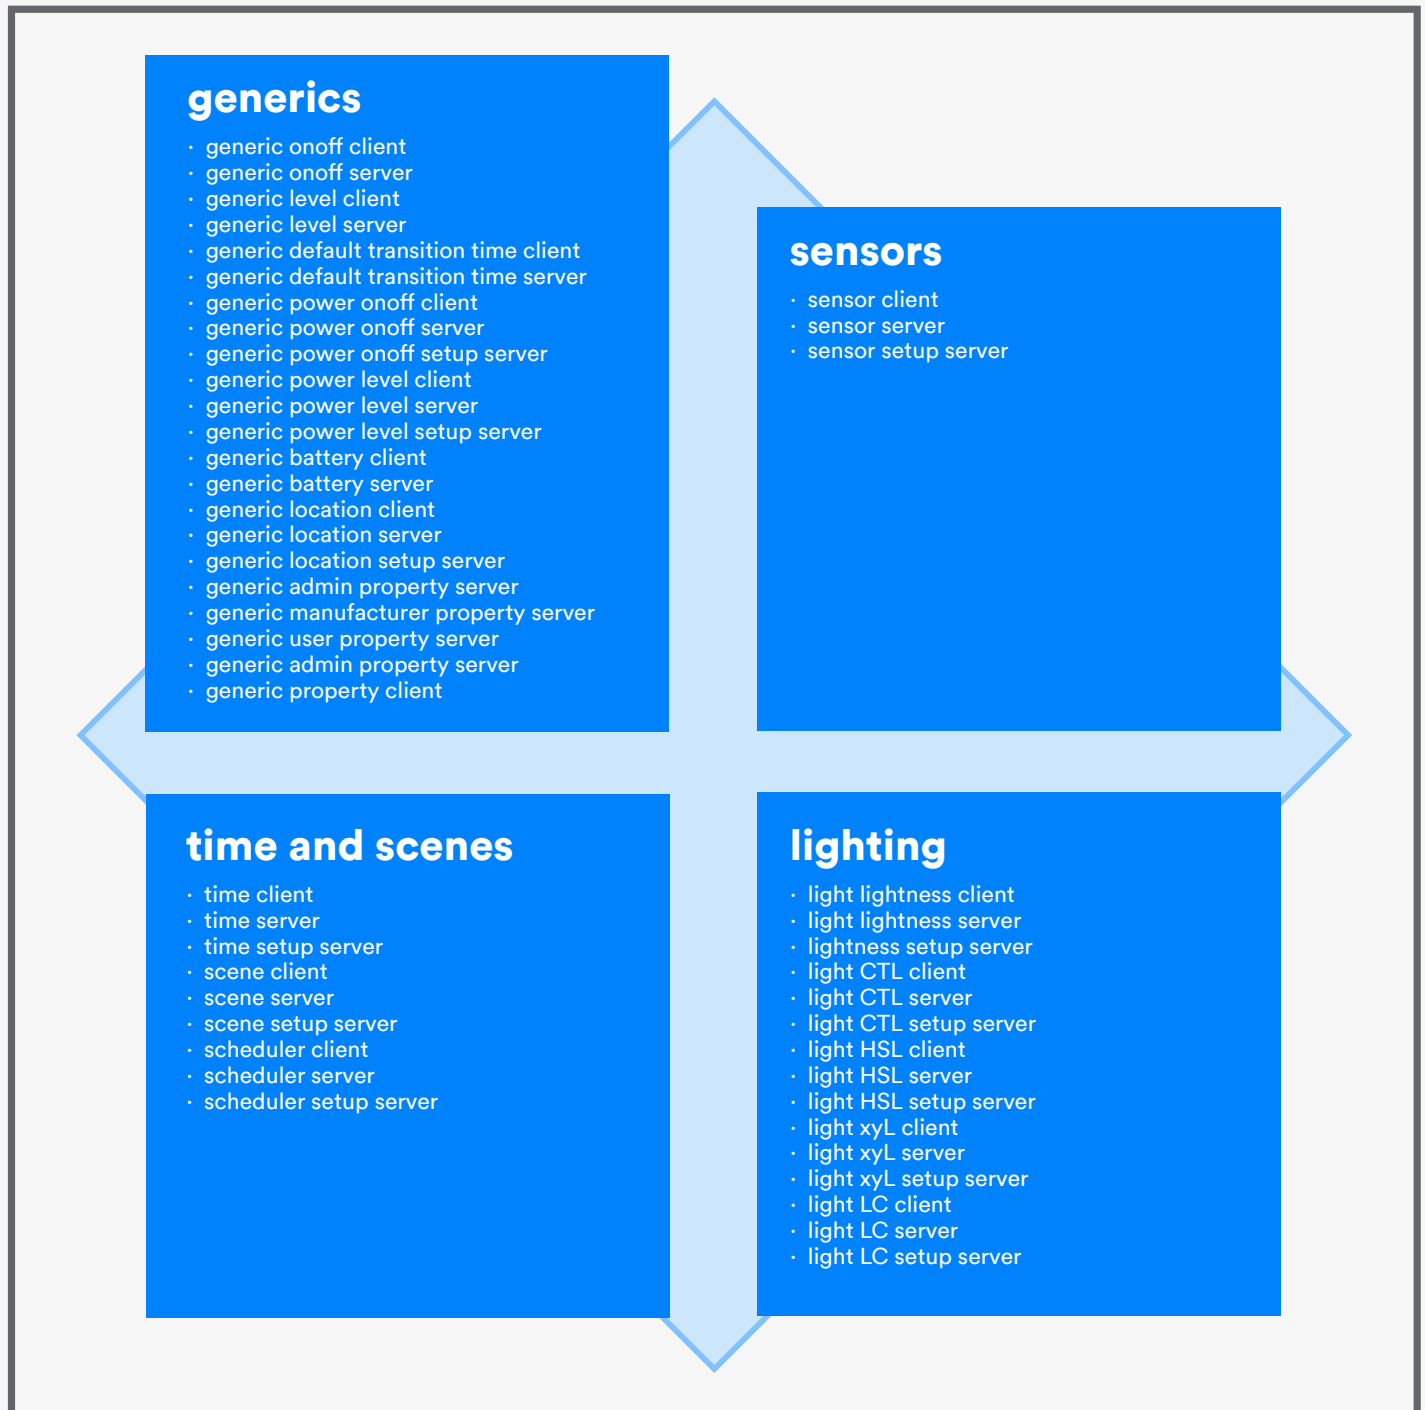 generics
· generic onoff client
· generic onoff server
· generic level client
· generic level server
· generic default transition time client
· generic default transition time server
· generic power onoff client
· generic power onoff server
· generic power onoff setup server
· generic power level client
· generic power level server
· generic power level setup server
· generic battery client
· generic battery server
· generic location client
· generic location server
· generic location setup server
· generic admin property server
· generic manufacturer property server
· generic user property server
· generic admin property server
· generic property client
sensors
· sensor client
· sensor server
· sensor setup server
time and scenes
· time client
· time server
· time setup server
· scene client
· scene server
· scene setup server
· scheduler client
· scheduler server
· scheduler setup server
lighting
· light lightness client
· light lightness server
· lightness setup server
· light CTL client
· light CTL server
· light CTL setup server
· light HSL client
· light HSL server
· light HSL setup server
· light xyL client
· light xyL server
· light xyL setup server
· light LC client
· light LC server
· light LC setup server